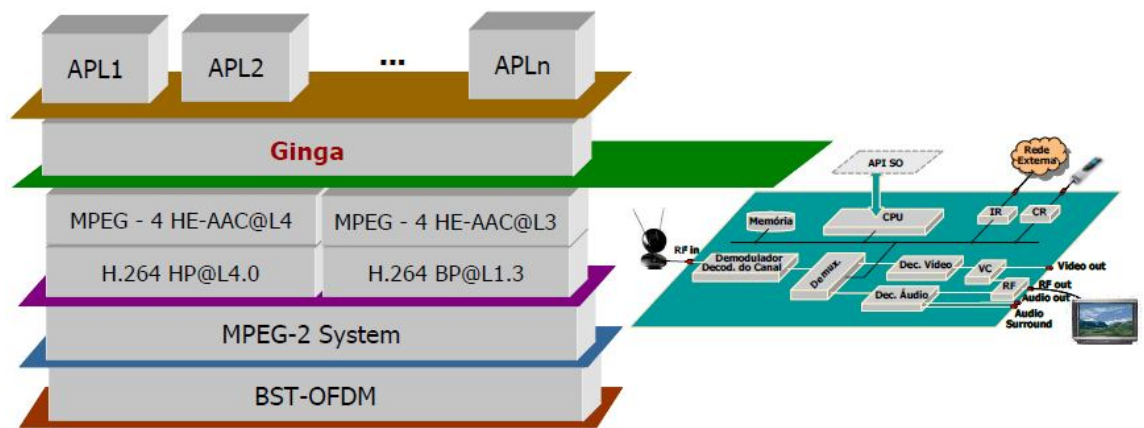 APL1
APL2
...
APLn
Ginga
MPEG - 4 HE-AAC@L4
MPEG - 4 HE-AAC@L3
H.264 HP@L4.0
H.264 BP@L1.3
MPEG-2 System
BST-OFDM
API SO
Rede
Externa
Memória
CPU
IR
CR
RF in
Demodulador
Decod. do Canal
Demux.
Dec. Vídeo
VC
Video out
Dec. Áudio
RF
RF out
Audio out
Audio
Surround